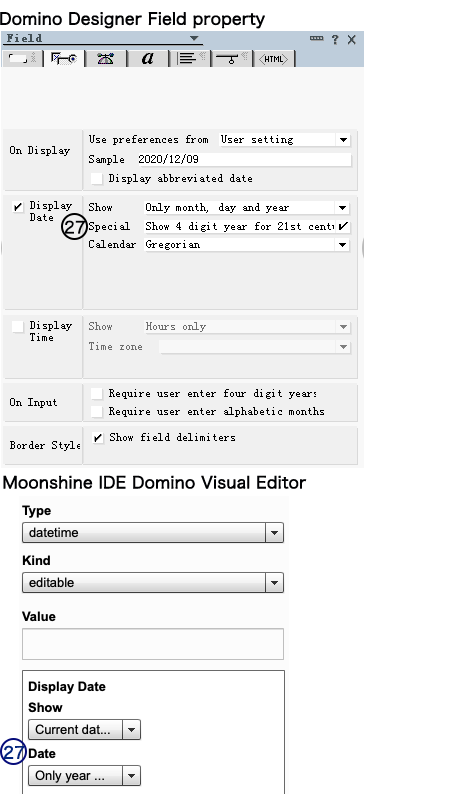 Domino Designer Field property
Field
? X
i a HTML
On Display
Use preferences from User setting
Sample 2020/12/09
Display abbreviated date
Display Date
27
Show Only month, day and year
Special Show 4 digit year for 21st centu
Calendar Gregorian
Display Time
Show Hours only
Time zone
On Input
Require user enter four digit years
Require user enter alphabetic months
Border Style
Show field delimiters
Moonshine IDE Domino Visual Editor
Type
datetime
Kind
editable
Value
Display Date
Show
Current dat...
27 Date
Only year ...